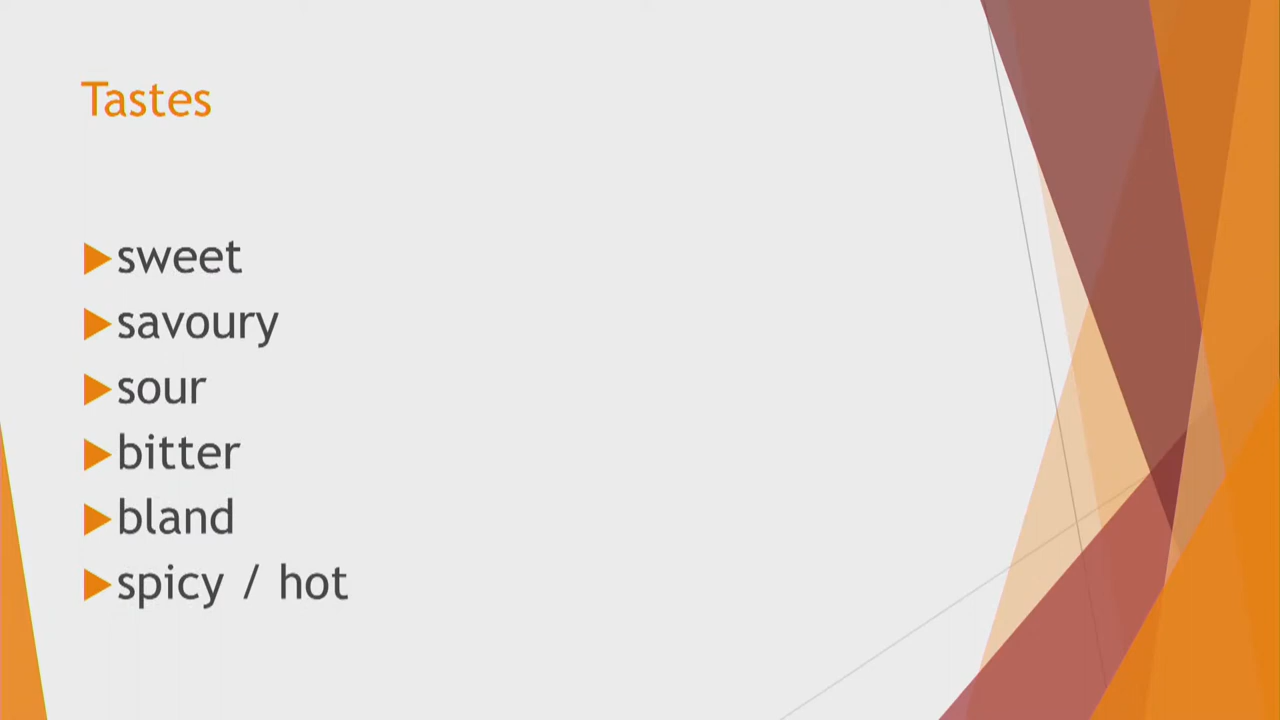 Tastes
sweet
savoury
sour
bitter
bland
spicy / hot